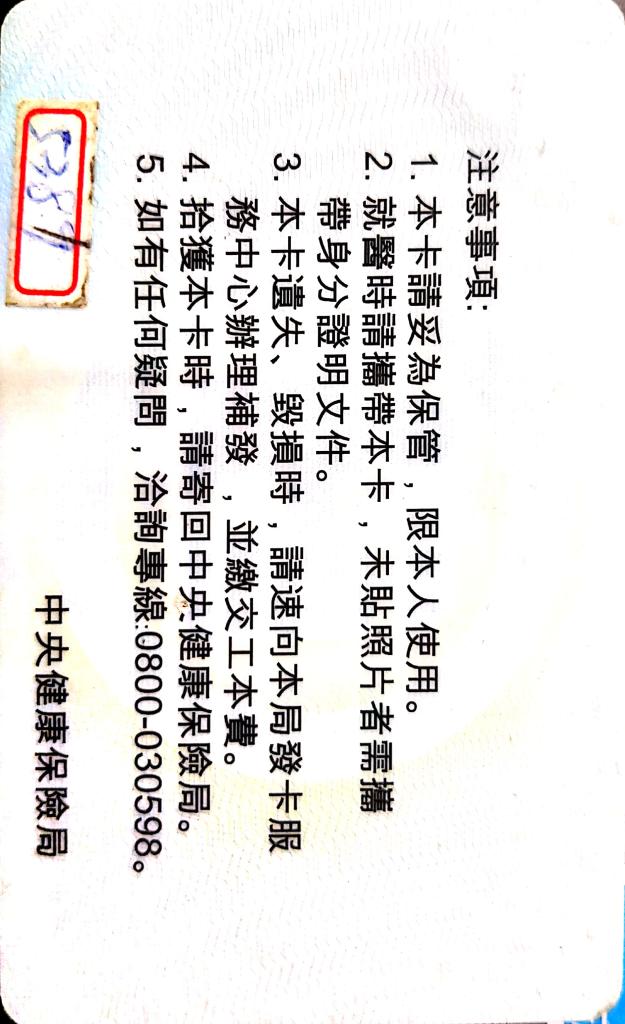 注意事項:
1. 本卡請妥為保管，限本人使用。
2. 就醫時請攜帶本卡，未貼照片者需攜
帶身分證明文件。
3. 本卡遺失、毀損時，請速向本局發卡服
務中心辦理補發，並繳交工本費。
4. 拾獲本卡時，請寄回中央健康保險局。
5. 如有任何疑問，洽詢專線:0800-030598。
中央健康保險局